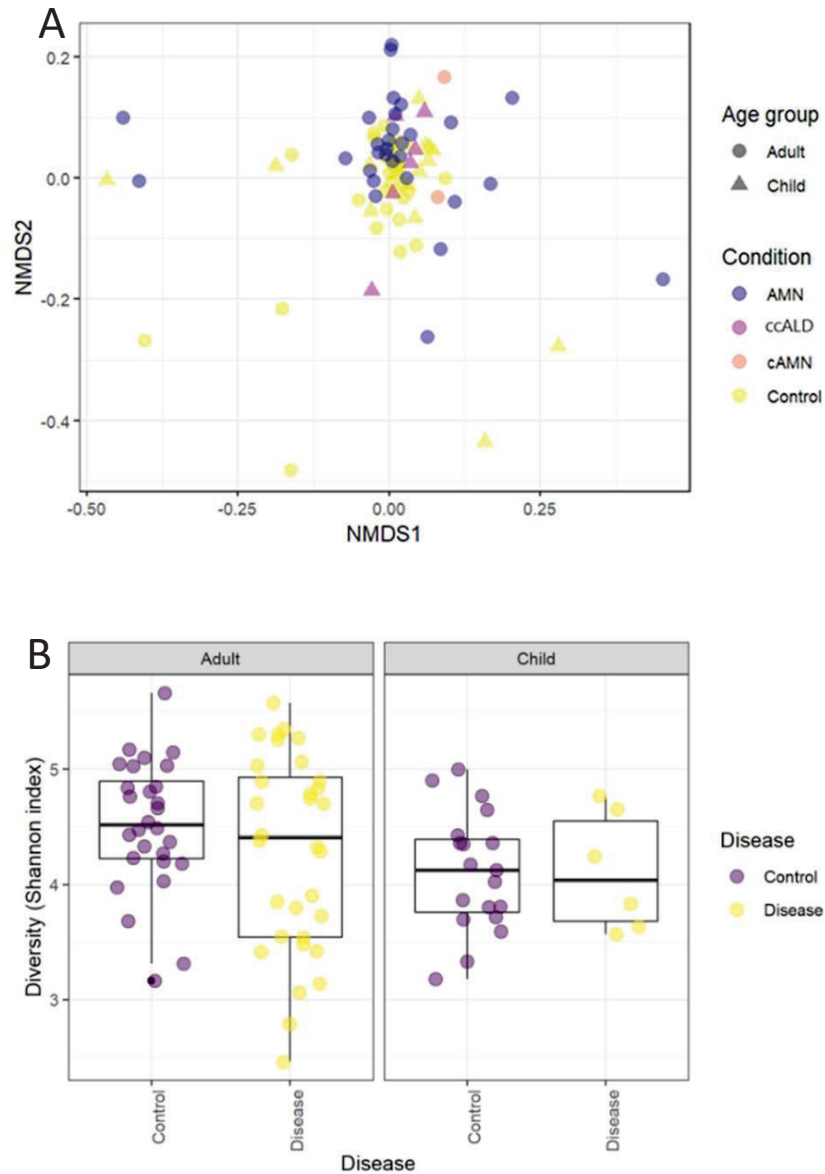 A
0.2
0.0
-0.2
-0.4
NMDS2
-0.50
-0.25
0.00
0.25
NMDS1
Age group
Adult
Child
Condition
AMN
ccALD
cAMN
Control
B
Adult
Child
5
4
3
Diversity (Shannon index)
Control
Disease
Control
Disease
Disease
Disease
Control
Disease